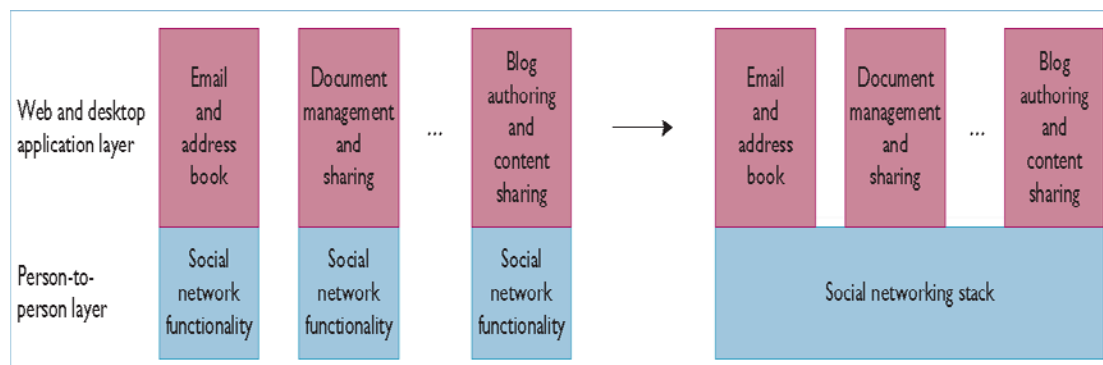 Web and desktop
application layer
Email
and
address
book
Document
management
and
sharing
...
Blog
authoring
and
content
sharing
Email
and
address
book
Document
management
and
sharing
...
Blog
authoring
and
content
sharing
Person-to-
person layer
Social
network
functionality
Social
network
functionality
Social
network
functionality
Social networking stack